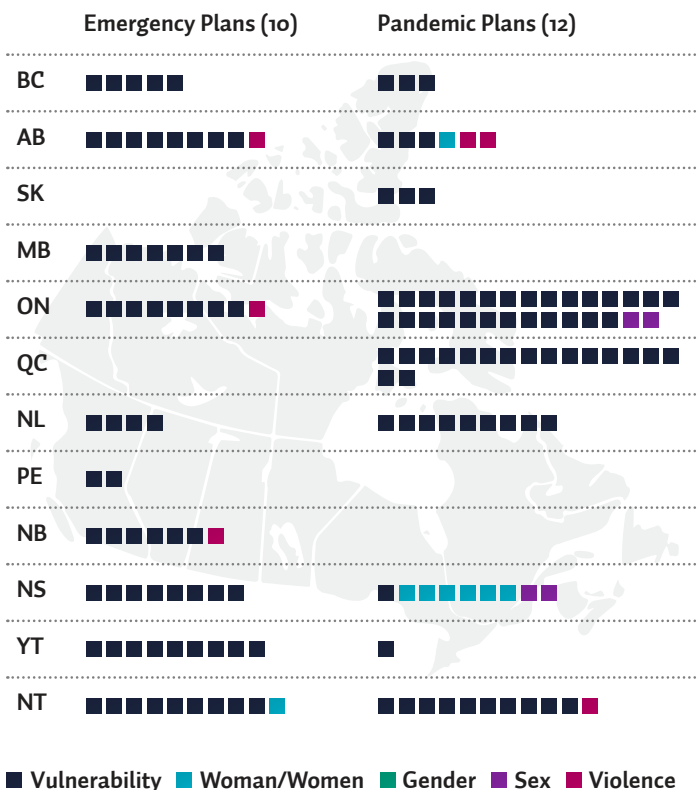 Emergency Plans (10) Pandemic Plans (12)
BC
AB
SK
MB
ON
QC
NL
PE
NB
NS
YT
NT
Vulnerability Woman/Women Gender Sex Violence